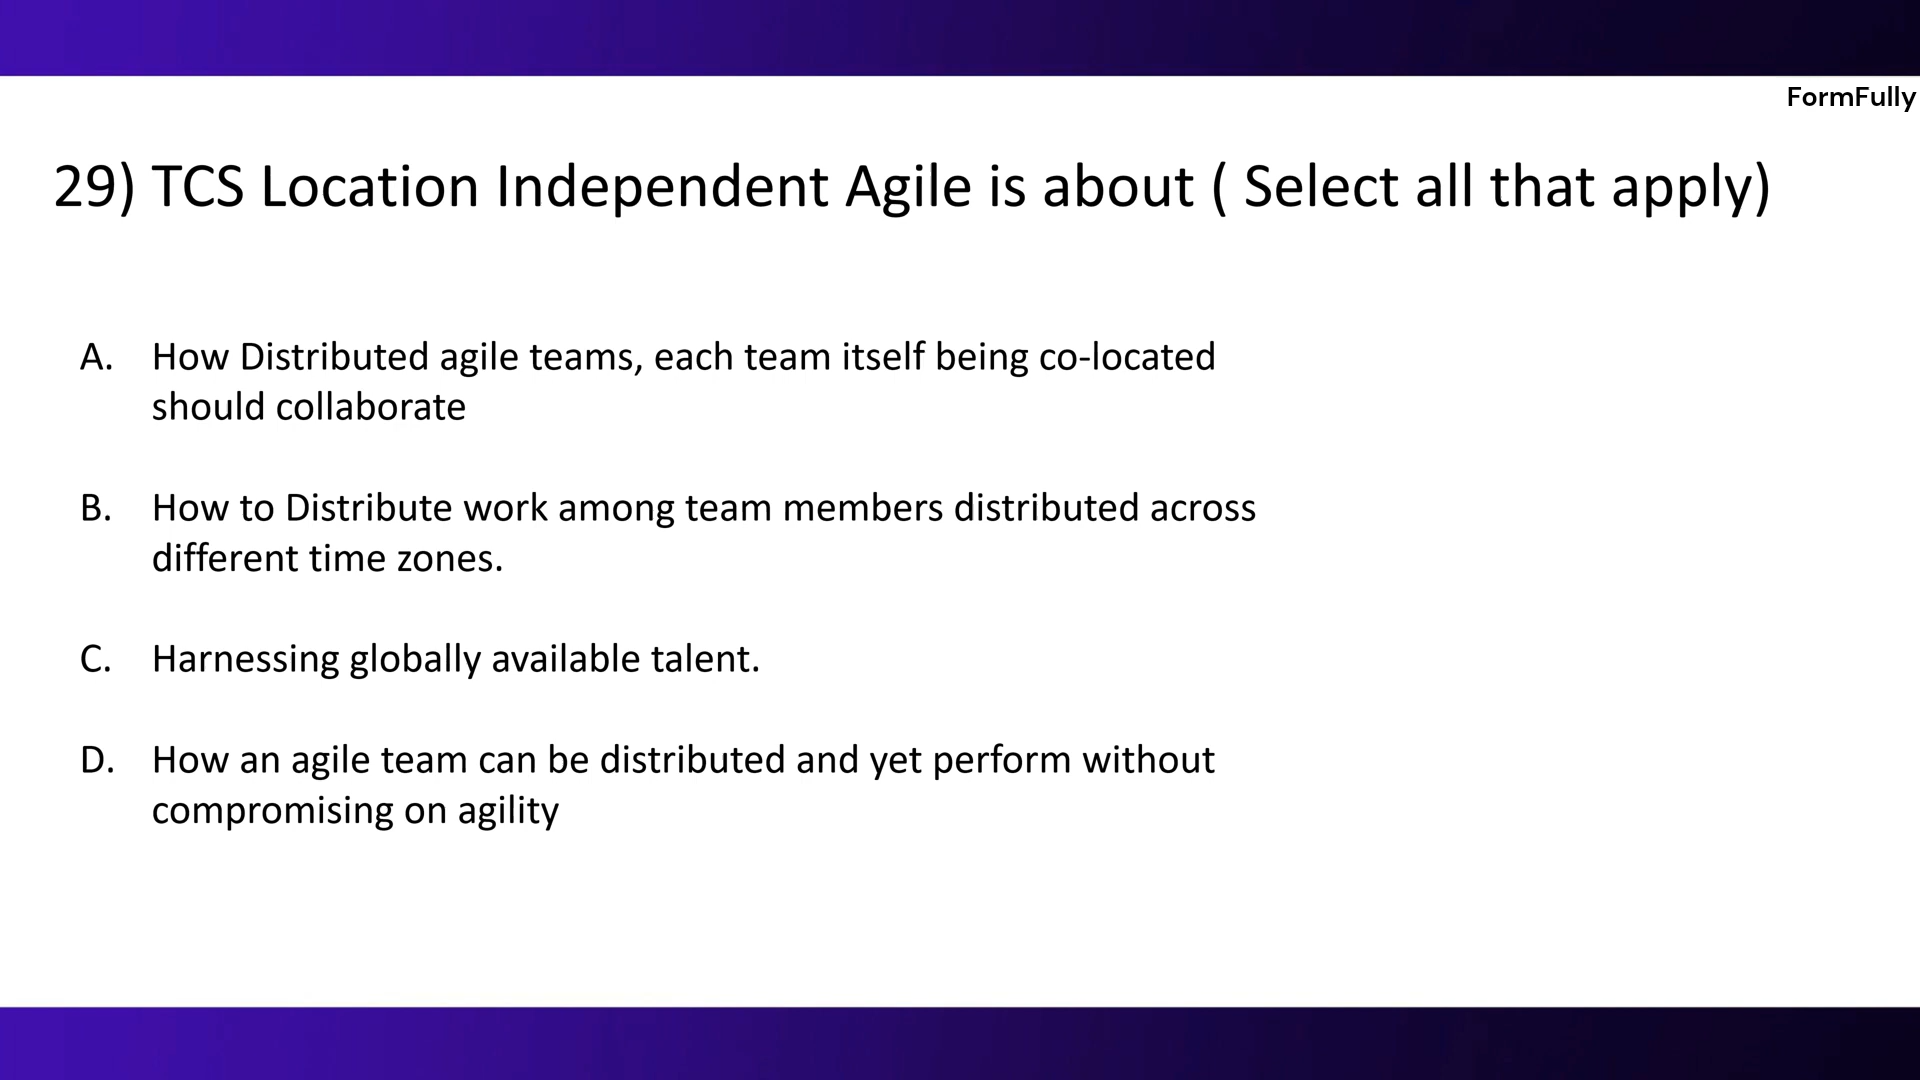 FormFully
29) TCS Location Independent Agile is about ( Select all that apply)
A. How Distributed agile teams, each team itself being co-located
should collaborate
B. How to Distribute work among team members distributed across
different time zones.
C. Harnessing globally available talent.
D. How an agile team can be distributed and yet perform without
compromising on agility